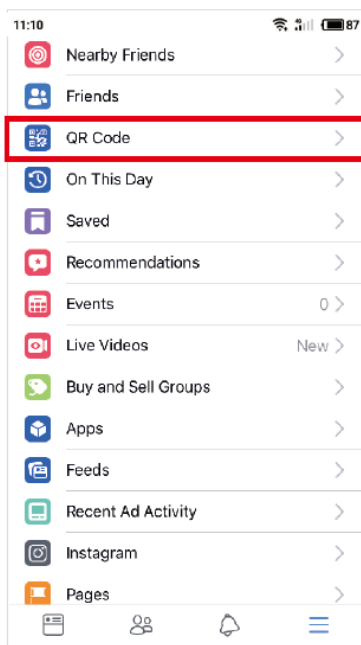 11:10 4G 87
Nearby Friends
Friends
QR Code
On This Day
Saved
Recommendations
Events 0
Live Videos New
Buy and Sell Groups
Apps
Feeds
Recent Ad Activity
Instagram
Pages